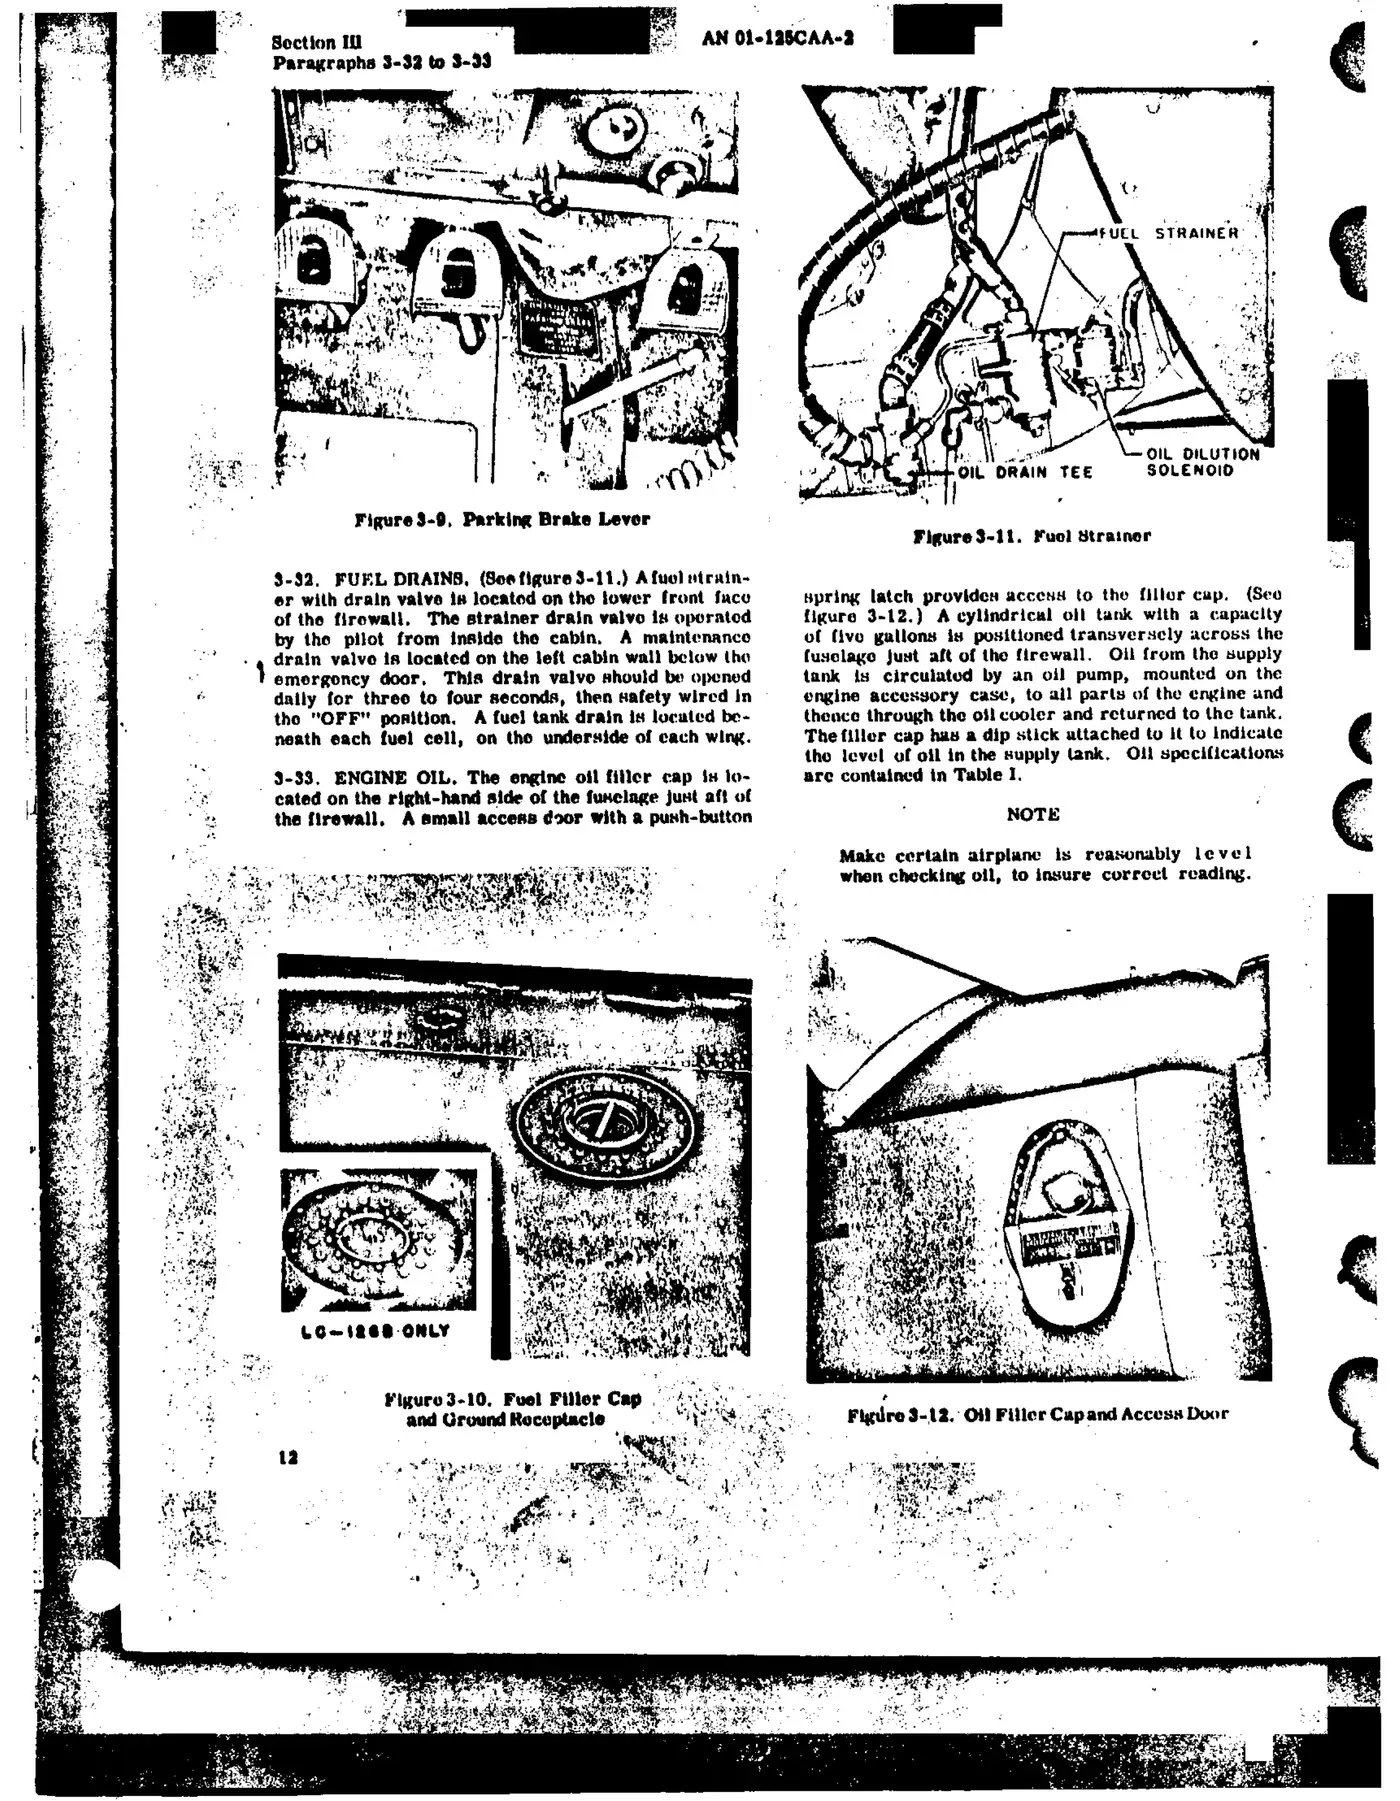 Section III
Paragraphs 3-32 to 3-33
AN 01-125CAA-2
Figure 3-9. Parking Brake Lever
3-32. FUEL DRAINS. (See figure 3-11.) A fuel strain-
er with drain valve is located on the lower front face
of the firewall. The strainer drain valve is operated
by the pilot from inside the cabin. A maintenance
drain valve is located on the left cabin wall below the
emergency door. This drain valve should be opened
daily for three to four seconds, then safety wired in
the "OFF" position. A fuel tank drain is located be-
neath each fuel cell, on the underside of each wing.
3-33. ENGINE OIL. The engine oil filler cap is lo-
cated on the right-hand side of the fuselage just aft of
the firewall. A small access door with a push-button
LC-126B ONLY
Figure 3-10. Fuel Filler Cap
and Ground Receptacle
12
FUEL STRAINER
OIL DILUTION
SOLENOID
OIL DRAIN TEE
Figure 3-11. Fuel Strainer
spring latch provides access to the filler cap. (See
figure 3-12.) A cylindrical oil tank with a capacity
of five gallons is positioned transversely across the
fuselage just aft of the firewall. Oil from the supply
tank is circulated by an oil pump, mounted on the
engine accessory case, to all parts of the engine and
thence through the oil cooler and returned to the tank.
The filler cap has a dip stick attached to it to indicate
the level of oil in the supply tank. Oil specifications
are contained in Table I.
NOTE
Make certain airplane is reasonably level
when checking oil, to insure correct reading.
Figure 3-12. Oil Filler Cap and Access Door